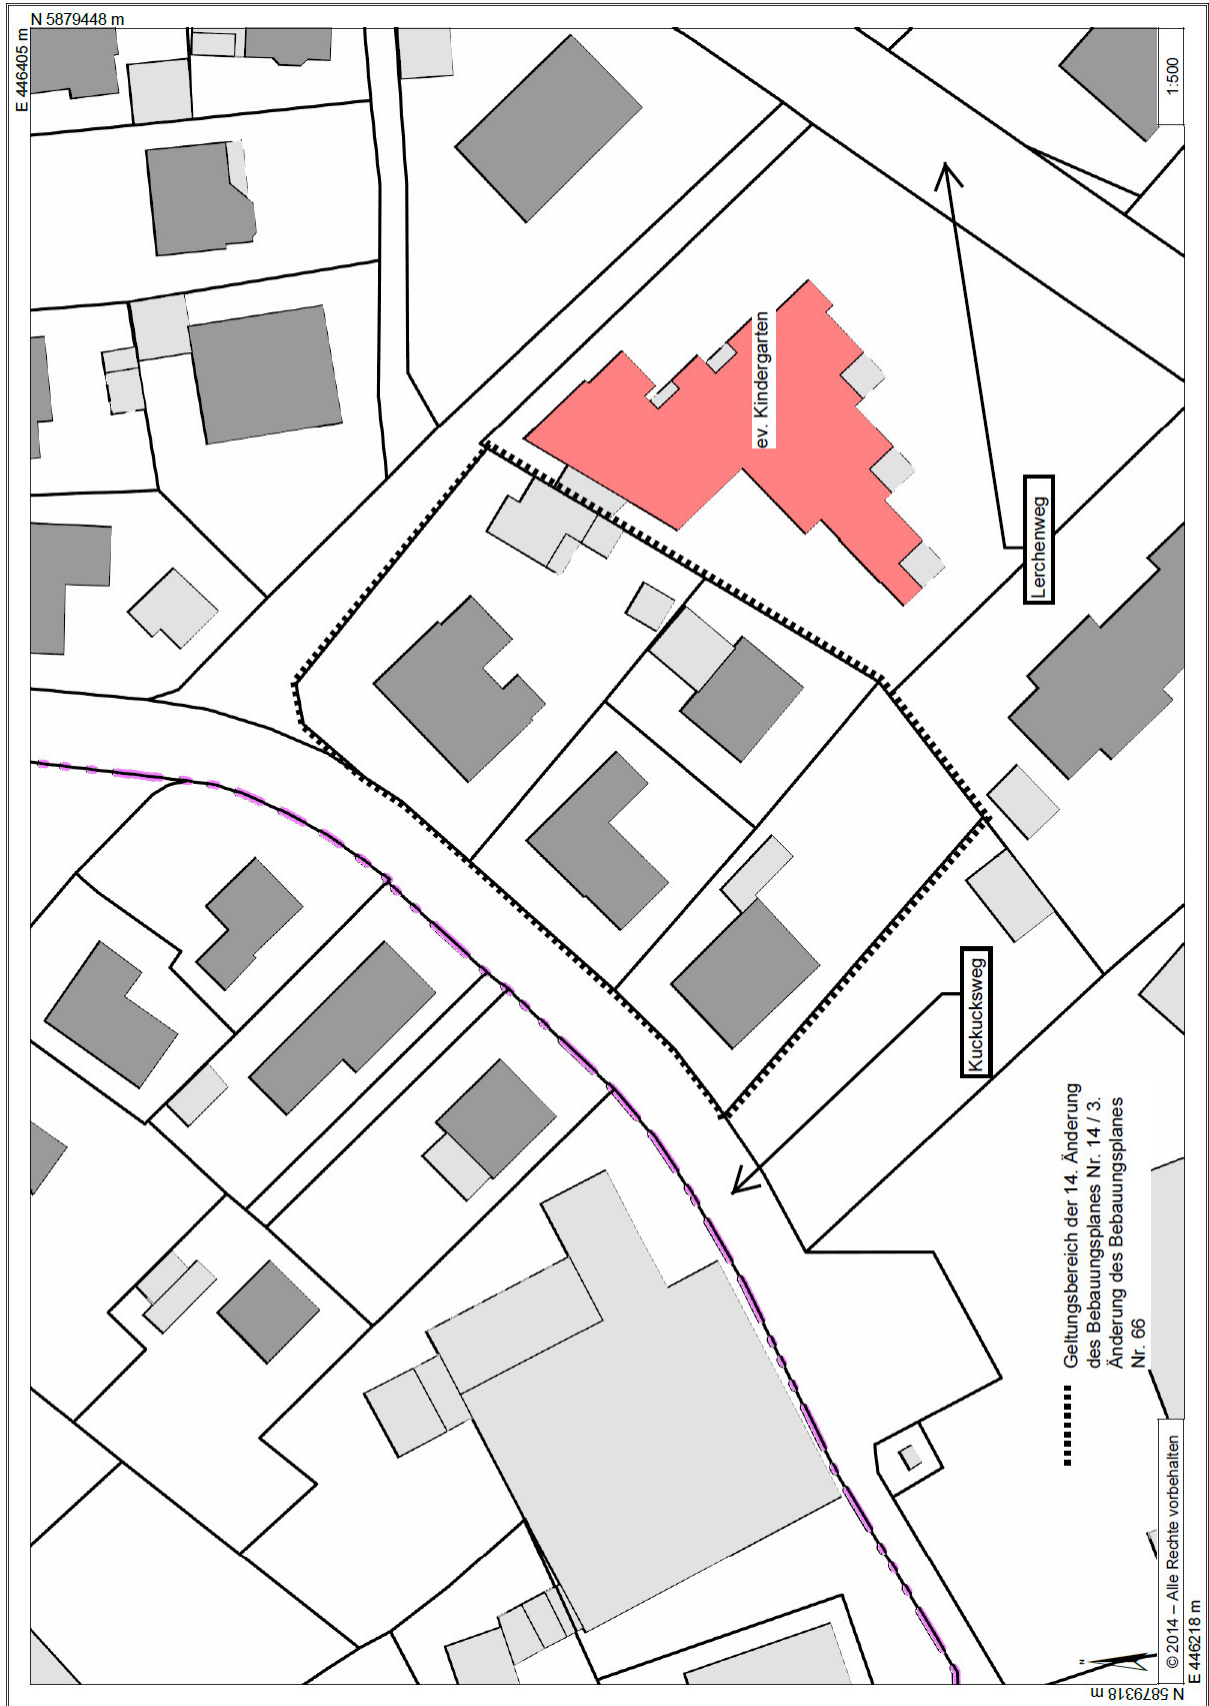 N 5879448 m
E 446405 m
1:500
ev. Kindergarten
Lerchenweg
Kuckucksweg
Geltungsbereich der 14. Änderung
des Bebauungsplanes Nr. 14 / 3.
Änderung des Bebauungsplanes
Nr. 66
N
© 2014 – Alle Rechte vorbehalten
E 446218 m
N 5879318 m